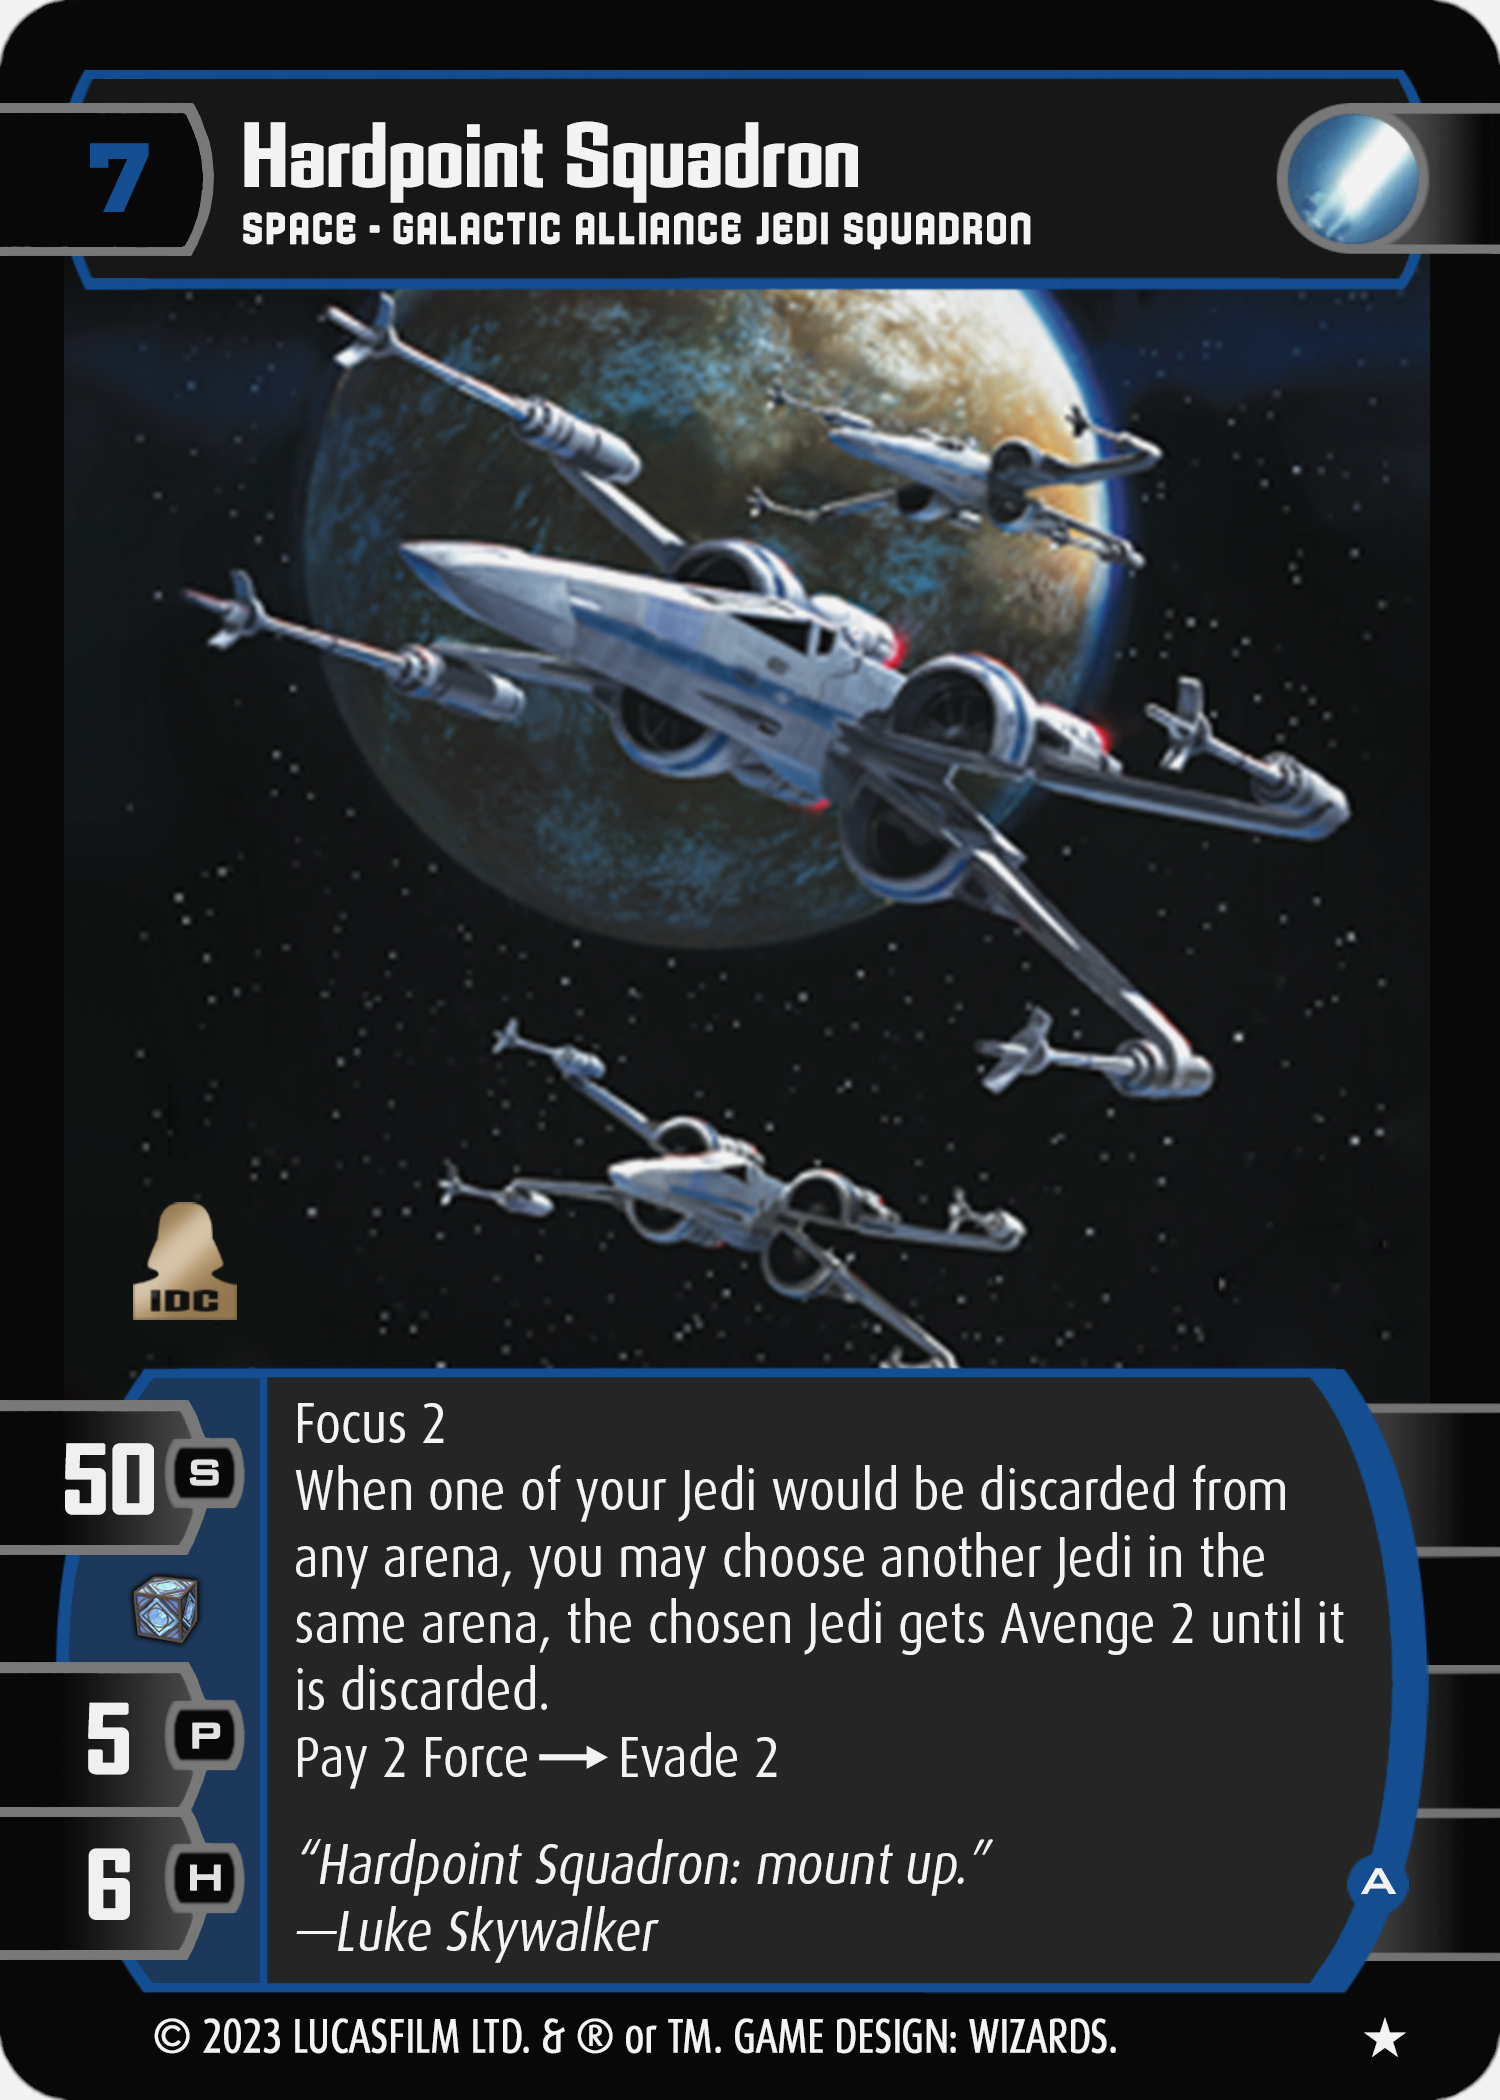 7
Hardpoint Squadron
SPACE - GALACTIC ALLIANCE JEDI SQUADRON
IDC
50 S
5 P
6 H
Focus 2
When one of your Jedi would be discarded from
any arena, you may choose another Jedi in the
same arena, the chosen Jedi gets Avenge 2 until it
is discarded.
Pay 2 Force → Evade 2
“Hardpoint Squadron: mount up.”
—Luke Skywalker
A
© 2023 LUCASFILM LTD. & ® or TM. GAME DESIGN: WIZARDS. ★